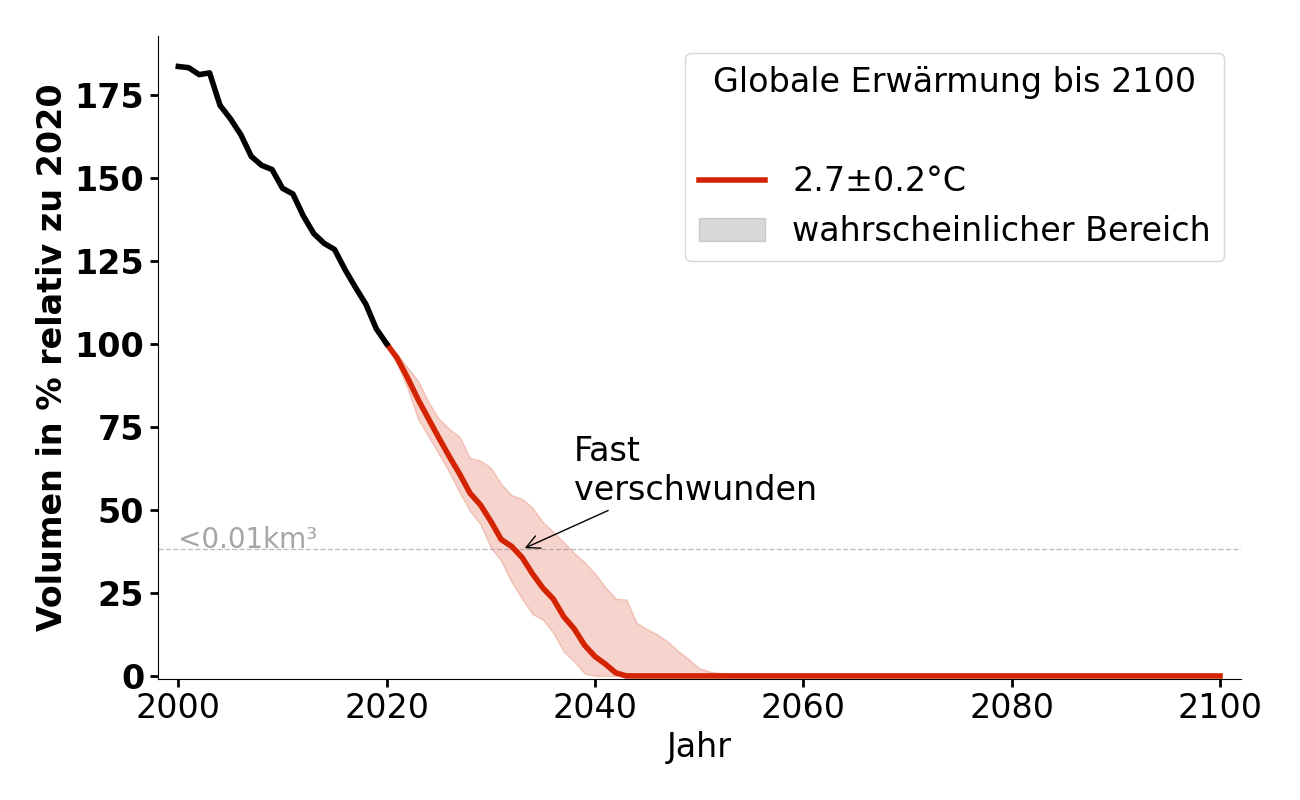 Volumen in % relativ zu 2020
175
150
125
100
75
50
25
0
Globale Erwärmung bis 2100
2.7±0.2°C
wahrscheinlicher Bereich
Fast
verschwunden
<0.01km³
2000 2020 2040 2060 2080 2100
Jahr